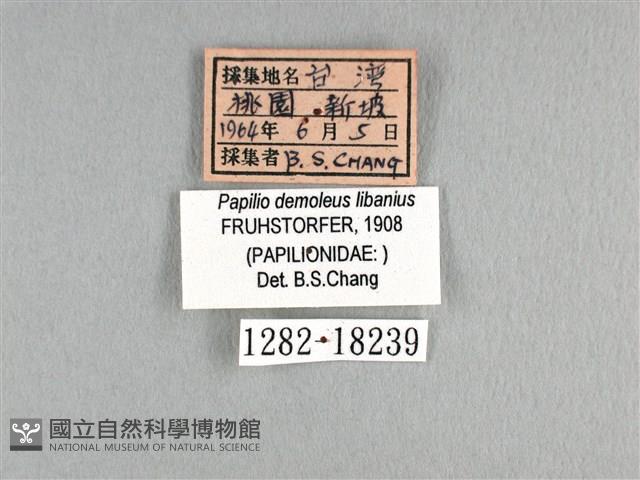 採集地名 台灣
桃園 新坡
1964年 6月 5日
採集者 B.S.CHANG
Papilio demoleus libanius
FRUHSTORFER, 1908
(PAPILIONIDAE: )
Det. B.S.Chang
1282-18239
國立自然科學博物館
NATIONAL MUSEUM OF NATURAL SCIENCE